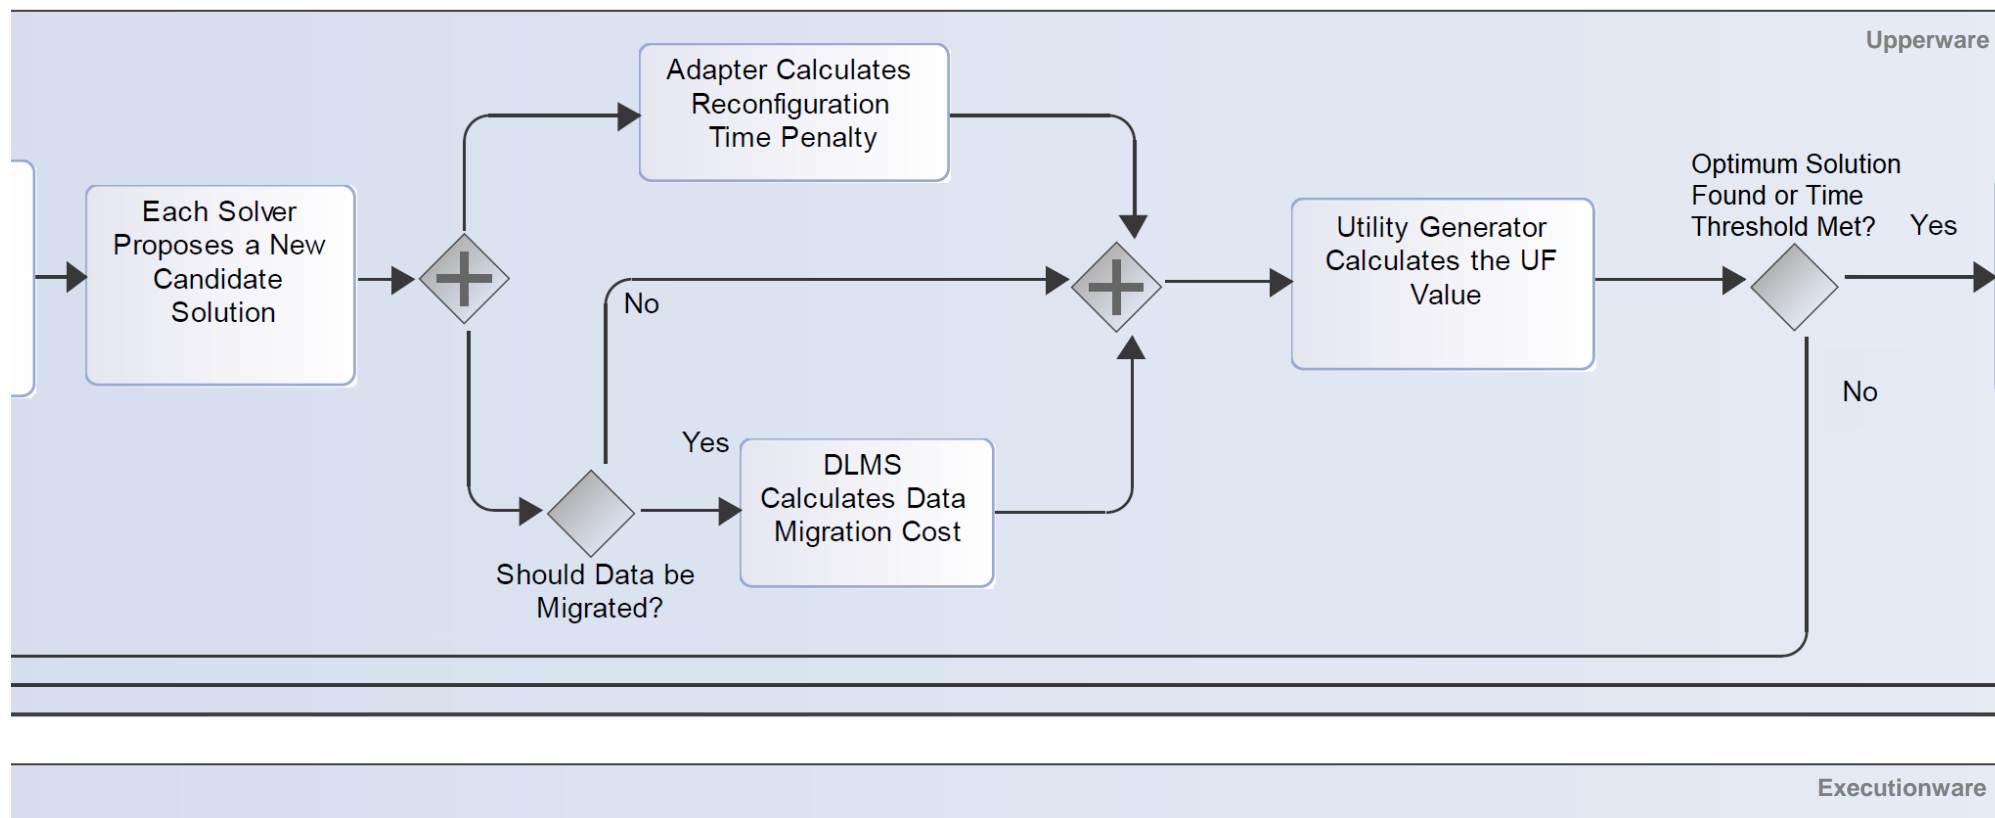 Upperware
Adapter Calculates
Reconfiguration
Time Penalty
Optimum Solution
Found or Time
Threshold Met?
Yes
Each Solver
Proposes a New
Candidate
Solution
Utility Generator
Calculates the UF
Value
No
No
Yes
DLMS
Calculates Data
Migration Cost
Should Data be
Migrated?
Executionware